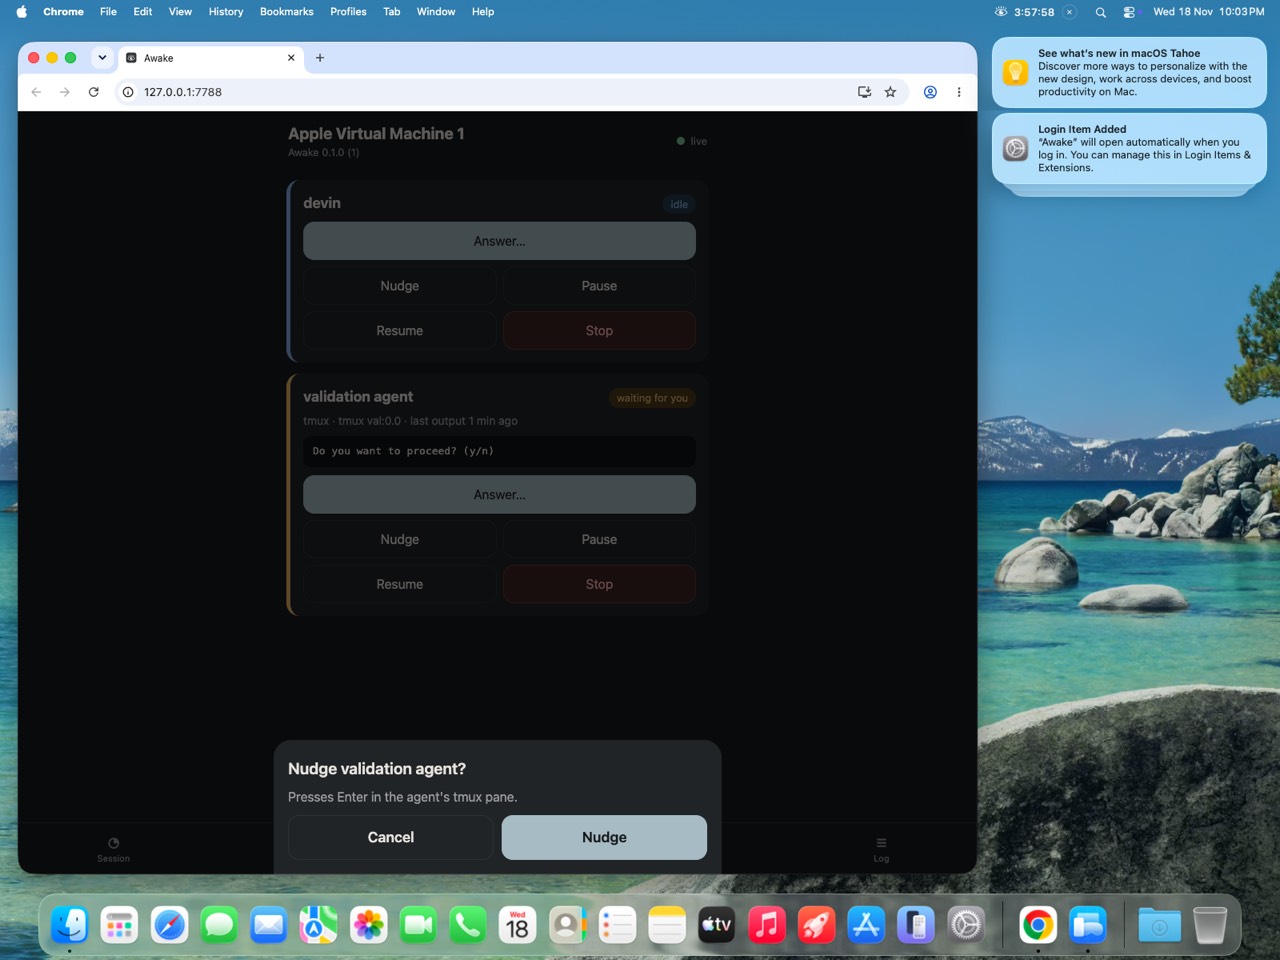 Chrome File Edit View History Bookmarks Profiles Tab Window Help
3:57:58
Wed 18 Nov 10:03PM
Awake
127.0.0.1:7788
See what's new in macOS Tahoe
Discover more ways to personalize with the
new design, work across devices, and boost
productivity on Mac.
Login Item Added
“Awake” will open automatically when you
log in. You can manage this in Login Items &
Extensions.
Apple Virtual Machine 1
Awake 0.1.0 (1)
live
devin
idle
Answer...
Nudge Pause
Resume Stop
validation agent
waiting for you
tmux · tmux val:0.0 · last output 1 min ago
Do you want to proceed? (y/n)
Answer...
Nudge Pause
Resume Stop
Nudge validation agent?
Presses Enter in the agent's tmux pane.
Cancel Nudge
Session
Log
Wed
18
tv